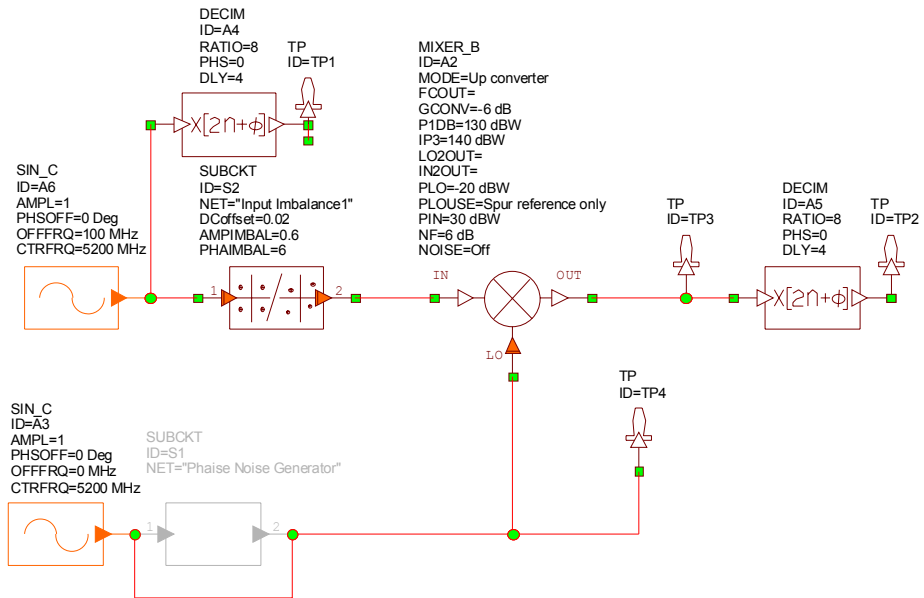 DECIM
ID=A4
RATIO=8
PHS=0
DLY=4
TP
ID=TP1
X[2n+ϕ]
MIXER_B
ID=A2
MODE=Up converter
FCOUT=
GCONV=-6 dB
P1DB=130 dBW
IP3=140 dBW
LO2OUT=
IN2OUT=
PLO=-20 dBW
PLOUSE=Spur reference only
PIN=30 dBW
NF=6 dB
NOISE=Off
SIN_C
ID=A6
AMPL=1
PHSOFF=0 Deg
OFFFRQ=100 MHz
CTRFRQ=5200 MHz
SUBCKT
ID=S2
NET="Input Imbalance1"
DCoffset=0.02
AMPIMBAL=0.6
PHAIMBAL=6
1
2
IN
OUT
LO
TP
ID=TP3
DECIM
ID=A5
RATIO=8
PHS=0
DLY=4
TP
ID=TP2
X[2n+ϕ]
TP
ID=TP4
SIN_C
ID=A3
AMPL=1
PHSOFF=0 Deg
OFFFRQ=0 MHz
CTRFRQ=5200 MHz
SUBCKT
ID=S1
NET="Phaise Noise Generator"
1
2